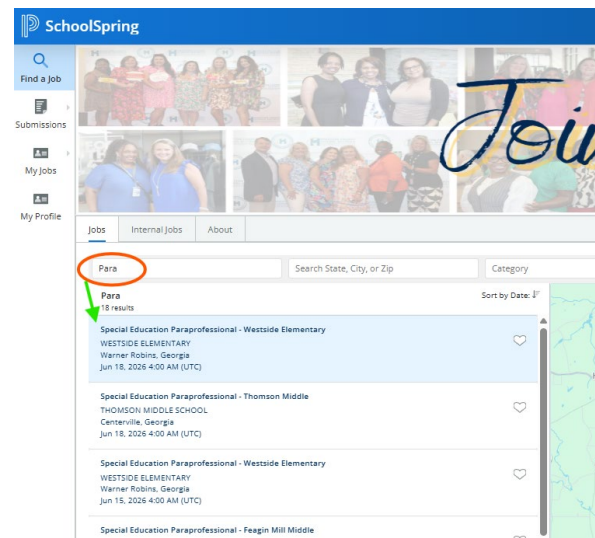 SchoolSpring
Find a Job
Submissions
My Jobs
My Profile
Join
Jobs
Internal Jobs
About
Para
Search State, City, or Zip
Category
Para
18 results
Sort by Date:
Special Education Paraprofessional - Westside Elementary
WESTSIDE ELEMENTARY
Warner Robins, Georgia
Jun 18, 2026 4:00 AM (UTC)
Special Education Paraprofessional - Thomson Middle
THOMSON MIDDLE SCHOOL
Centerville, Georgia
Jun 18, 2026 4:00 AM (UTC)
Special Education Paraprofessional - Westside Elementary
WESTSIDE ELEMENTARY
Warner Robins, Georgia
Jun 15, 2026 4:00 AM (UTC)
Special Education Paraprofessional - Feagin Mill Middle